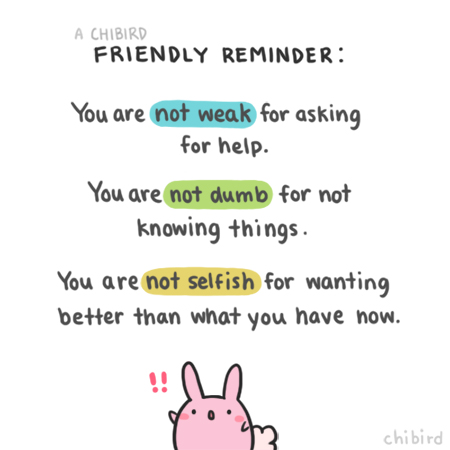 A CHIBIRD
FRIENDLY REMINDER:
You are not weak for asking
for help.
You are not dumb for not
knowing things.
You are not selfish for wanting
better than what you have now.
!!
chibird